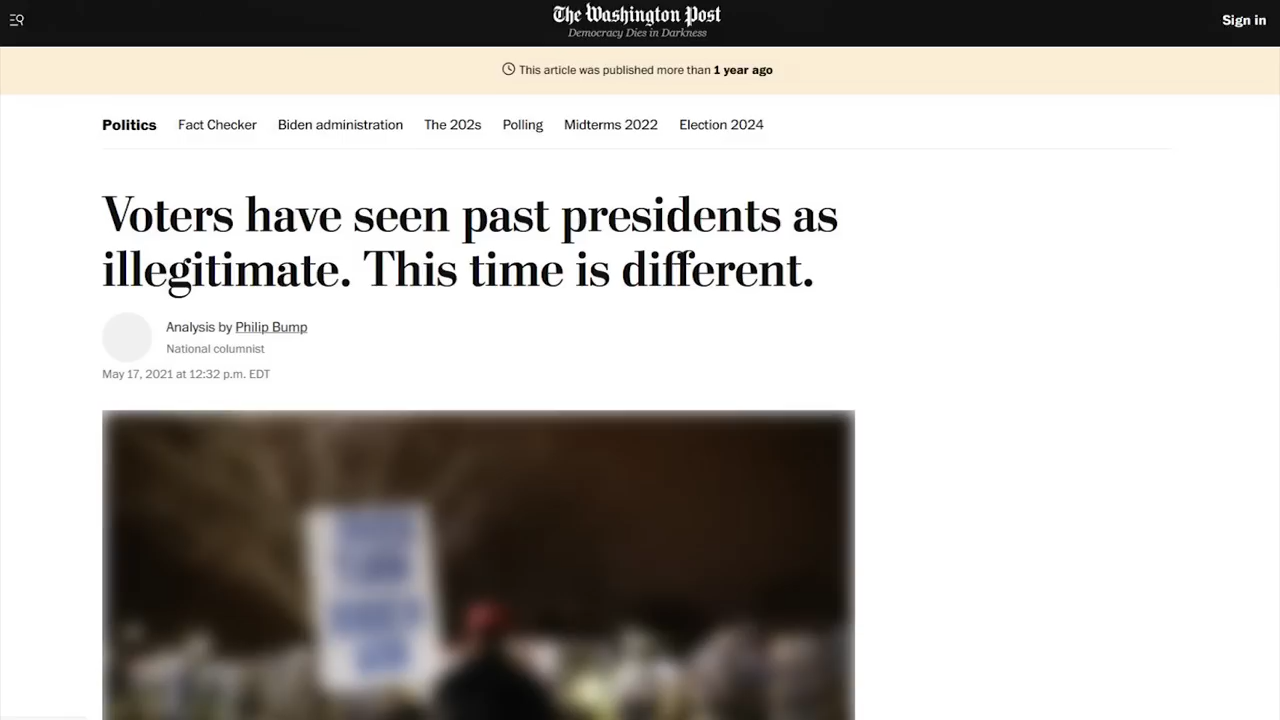 The Washington Post
Democracy Dies in Darkness
Sign in
This article was published more than 1 year ago
Politics Fact Checker Biden administration The 202s Polling Midterms 2022 Election 2024
Voters have seen past presidents as
illegitimate. This time is different.
Analysis by Philip Bump
National columnist
May 17, 2021 at 12:32 p.m. EDT